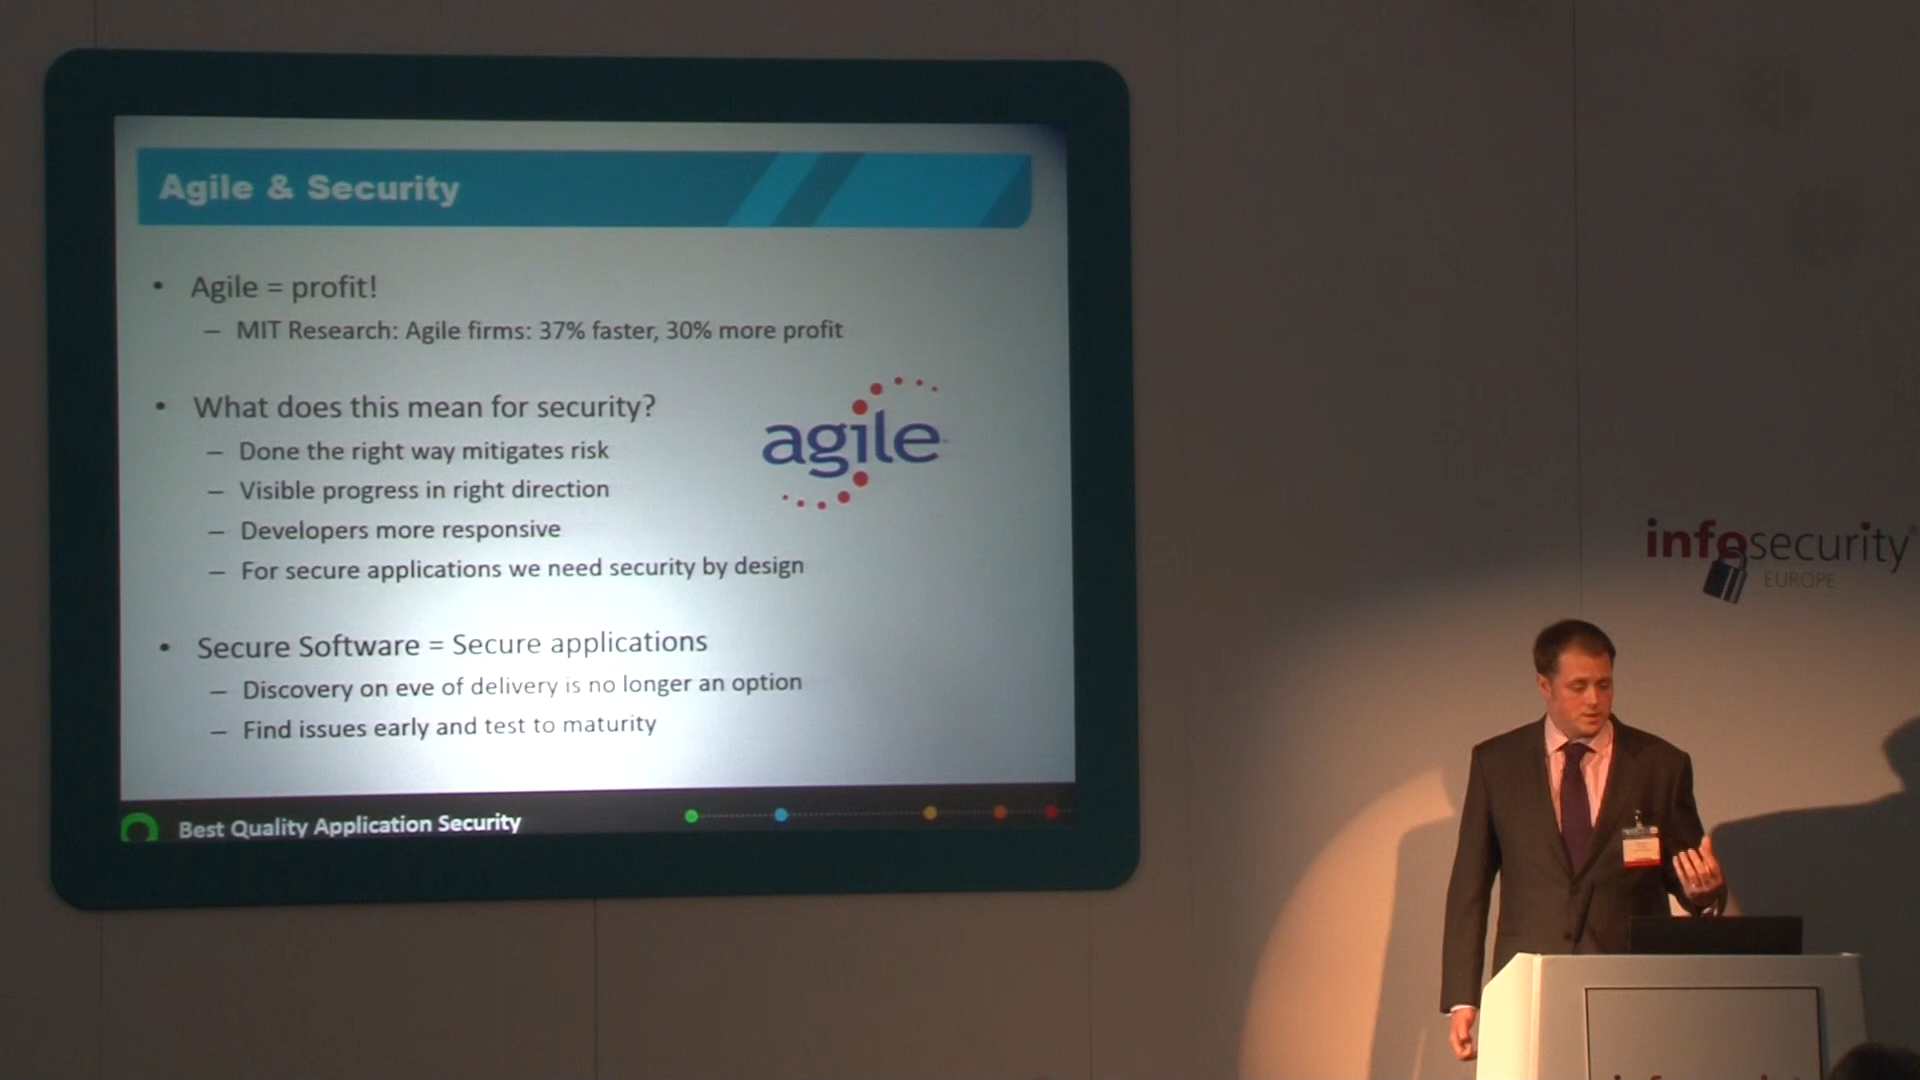 Agile & Security
• Agile = profit!
– MIT Research: Agile firms: 37% faster, 30% more profit
• What does this mean for security?
– Done the right way mitigates risk
– Visible progress in right direction
– Developers more responsive
– For secure applications we need security by design
agile
• Secure Software = Secure applications
– Discovery on eve of delivery is no longer an option
– Find issues early and test to maturity
Best Quality Application Security
infosecurity®
EUROPE